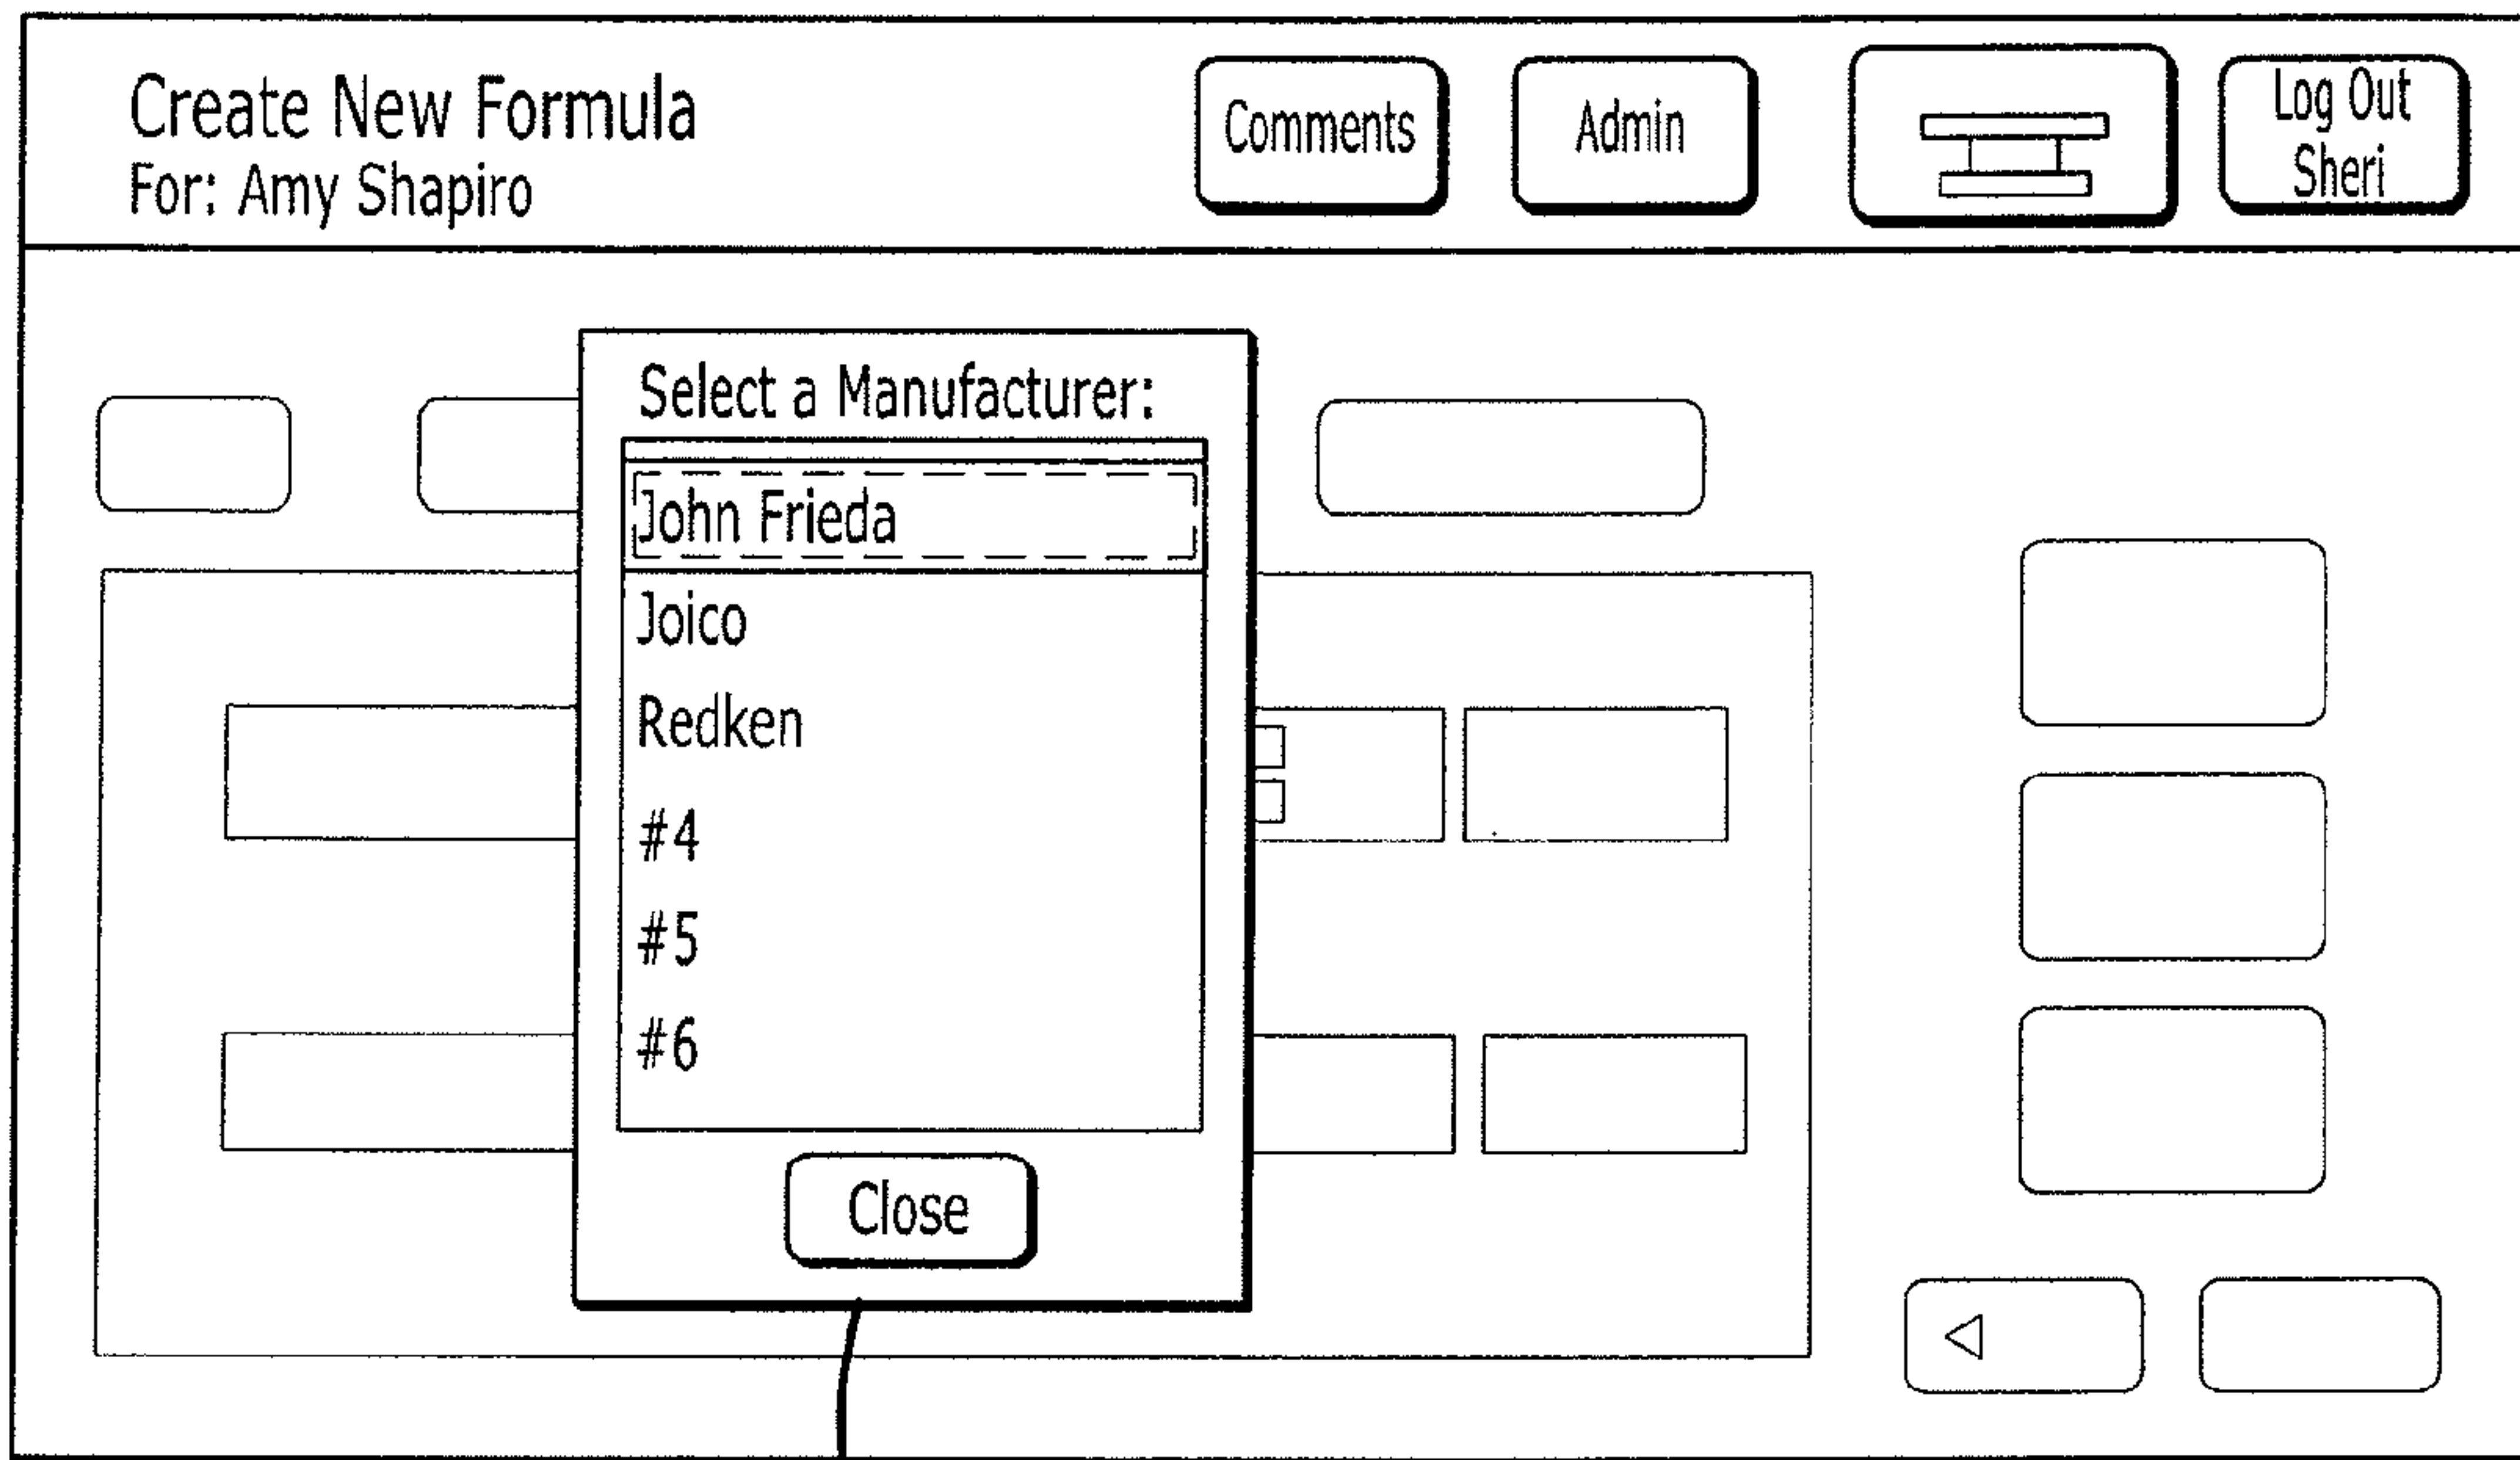 Create New Formula
For: Amy Shapiro
Comments
Admin
Log Out
Sheri
Select a Manufacturer:
John Frieda
Joico
Redken
#4
#5
#6
Close